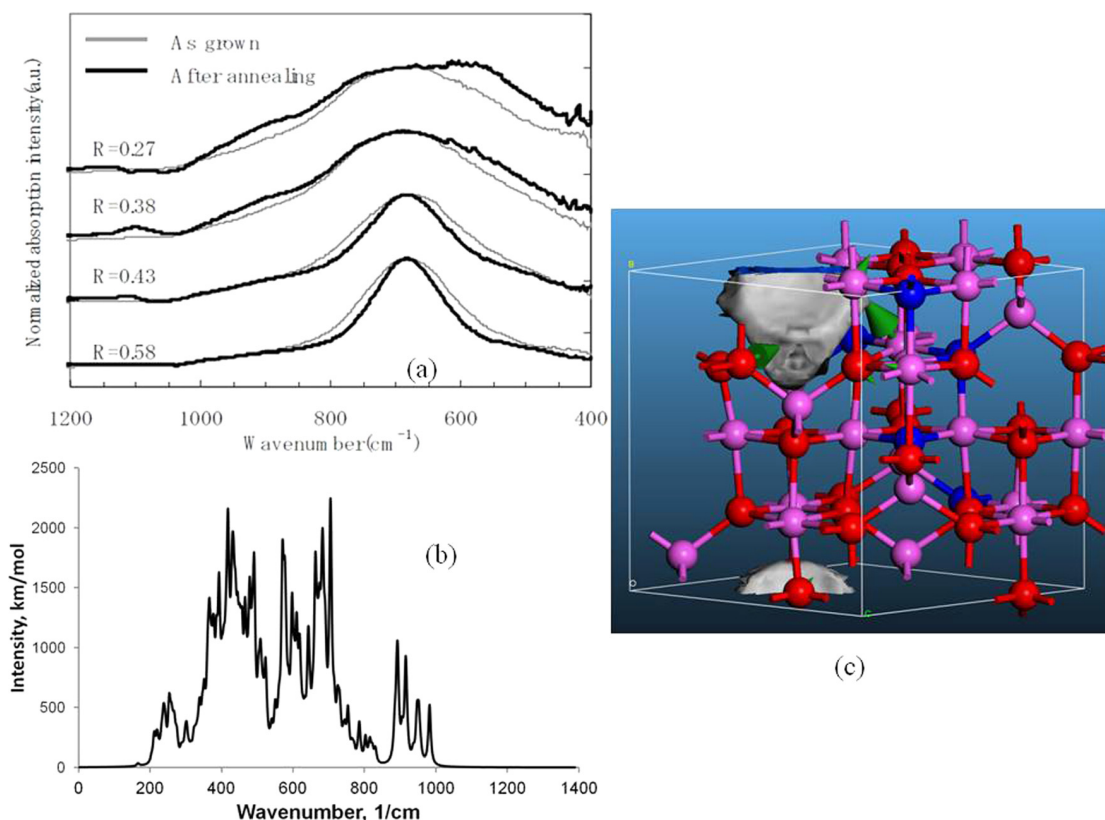 As grown
After annealing
R=0.27
R=0.38
R=0.43
R=0.58
(a)
Normalized absorption intensity(a.u.)
1200 1000 800 600 400
Wavenumber(cm⁻¹)
2500
2000
1500
1000
500
0
(b)
Intensity, km/mol
0 200 400 600 800 1000 1200 1400
Wavenumber, 1/cm
B
O
C
(c)